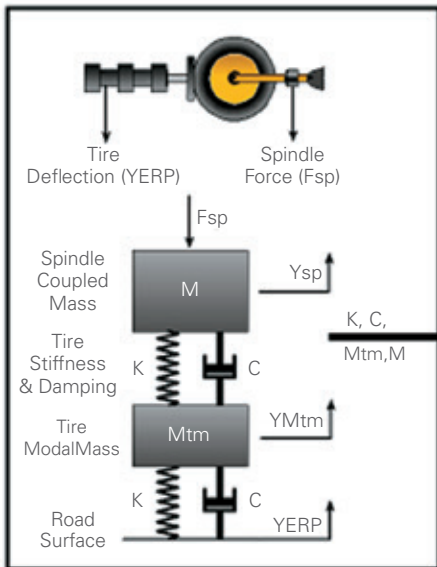 Tire
Deflection (YERP)
Spindle
Force (Fsp)
Fsp
Spindle
Coupled
Mass
M
Ysp
K, C,
Mtm,M
Tire
Stiffness
& Damping
K
C
Tire
ModalMass
Mtm
YMtm
K
C
Road
Surface
YERP